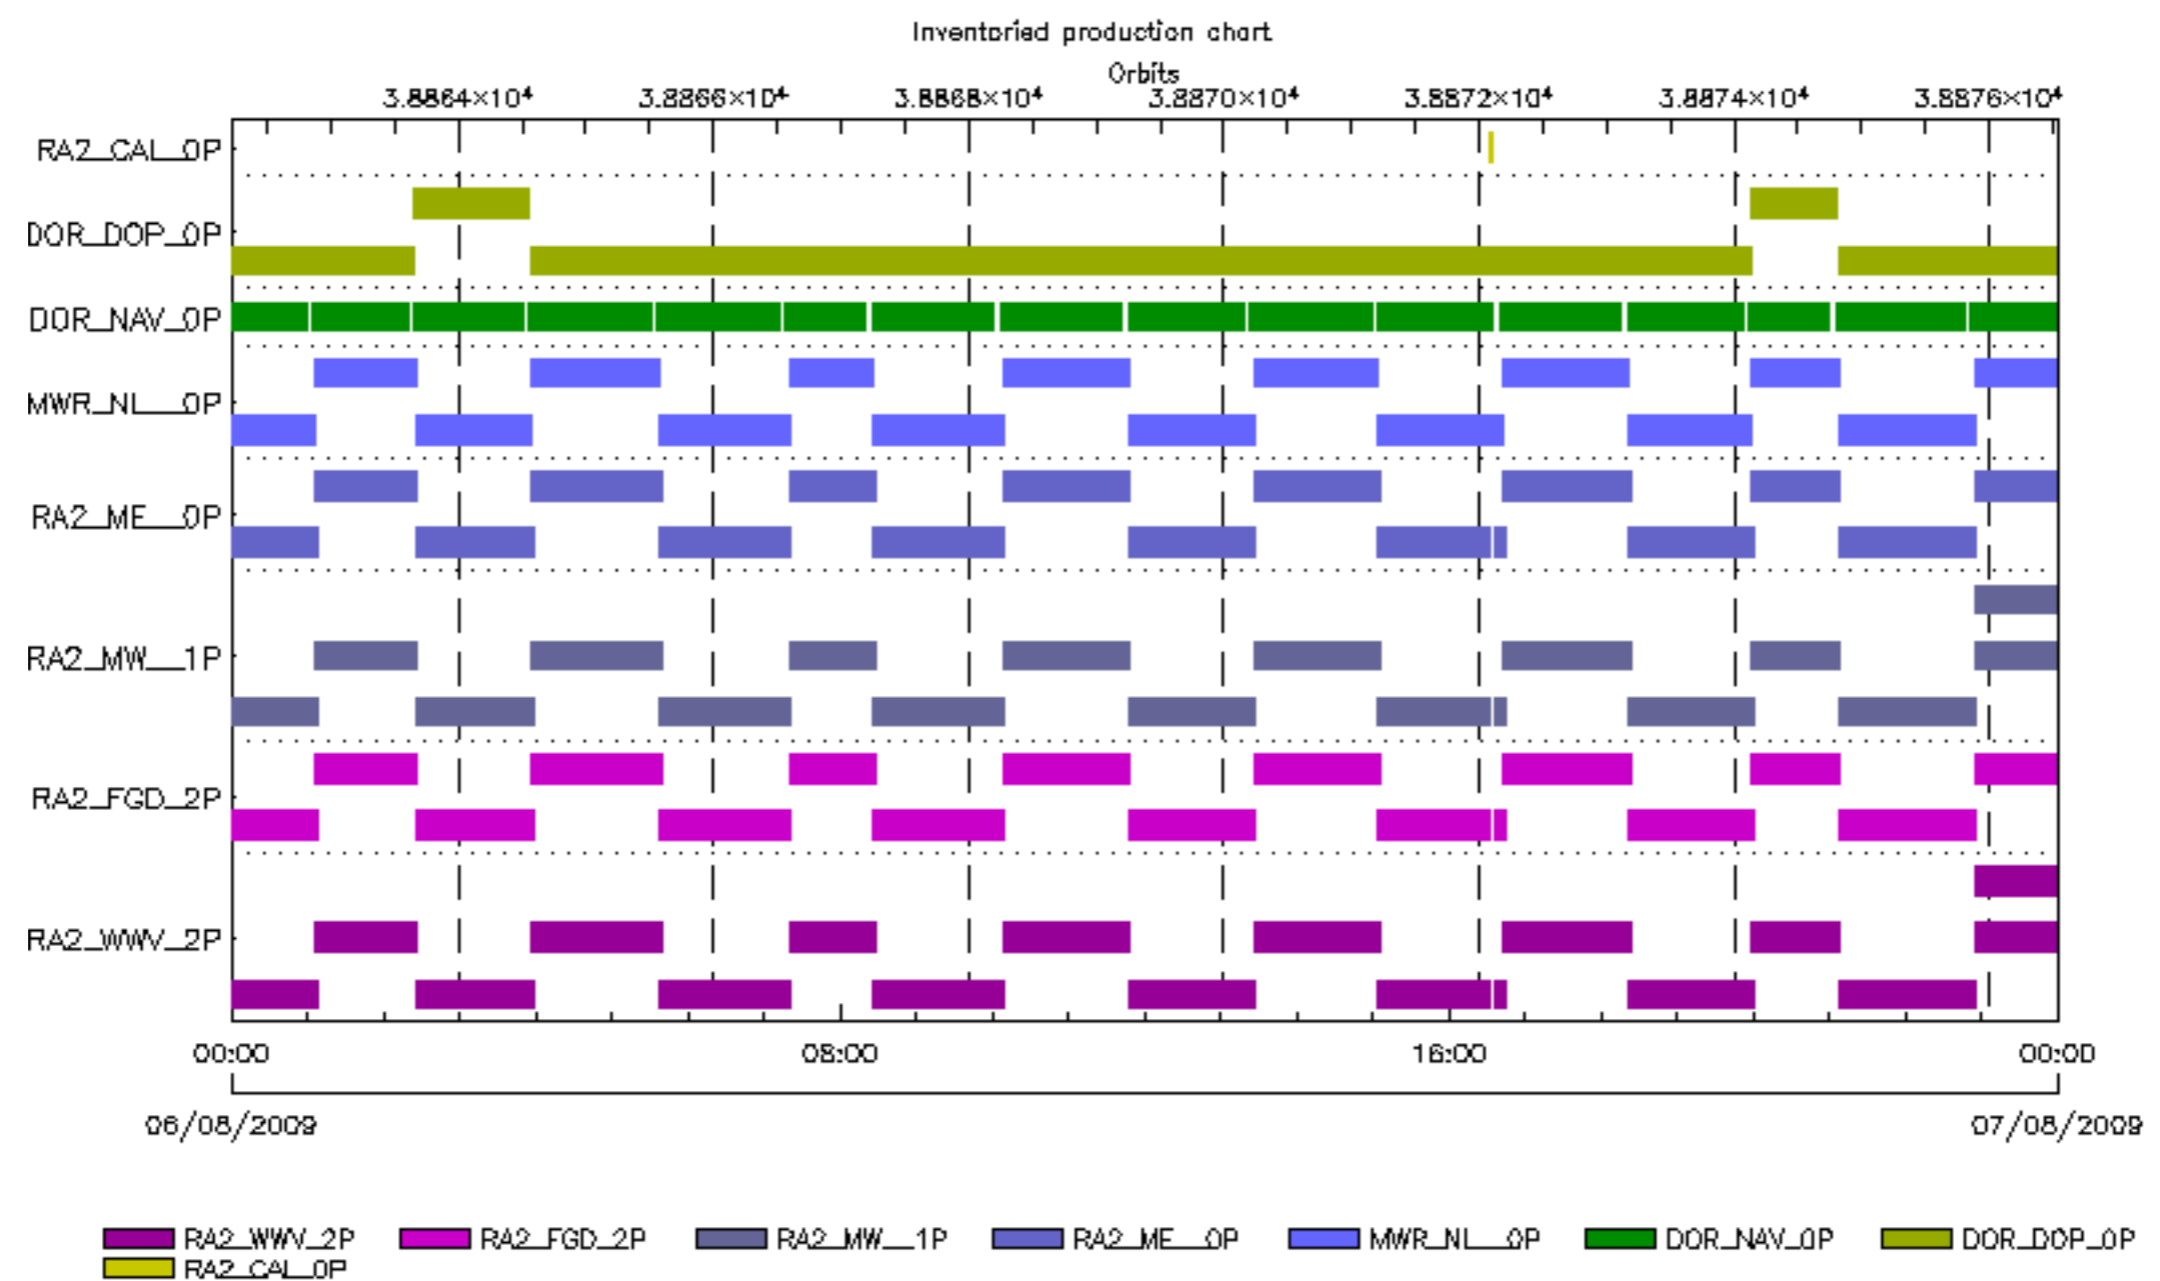 Inventoried production chart
Orbits
3.8864×10⁴ 3.8866×10⁴ 3.8868×10⁴ 3.8870×10⁴ 3.8872×10⁴ 3.8874×10⁴ 3.8876×10⁴
RA2_CAL_0P
DOR_DOP_0P
DOR_NAV_0P
MWR_NL__0P
RA2_ME__0P
RA2_MW__1P
RA2_FGD_2P
RA2_WWV_2P
00:00 08:00 16:00 00:00
06/08/2009 07/08/2009
RA2_WWV_2P RA2_FGD_2P RA2_MW__1P RA2_ME__0P MWR_NL__0P DOR_NAV_0P DOR_DOP_0P
RA2_CAL_0P